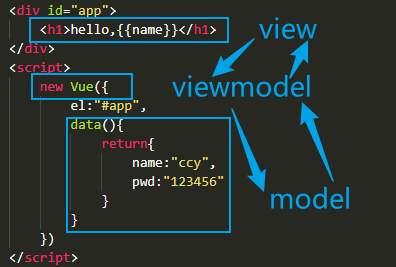 <div id="app">
<h1>hello,{{name}}</h1>
</div>
<script>
new Vue({
el:"#app",
data(){
return{
name:"ccy",
pwd:"123456"
}
}
})
</script>
view
viewmodel
model